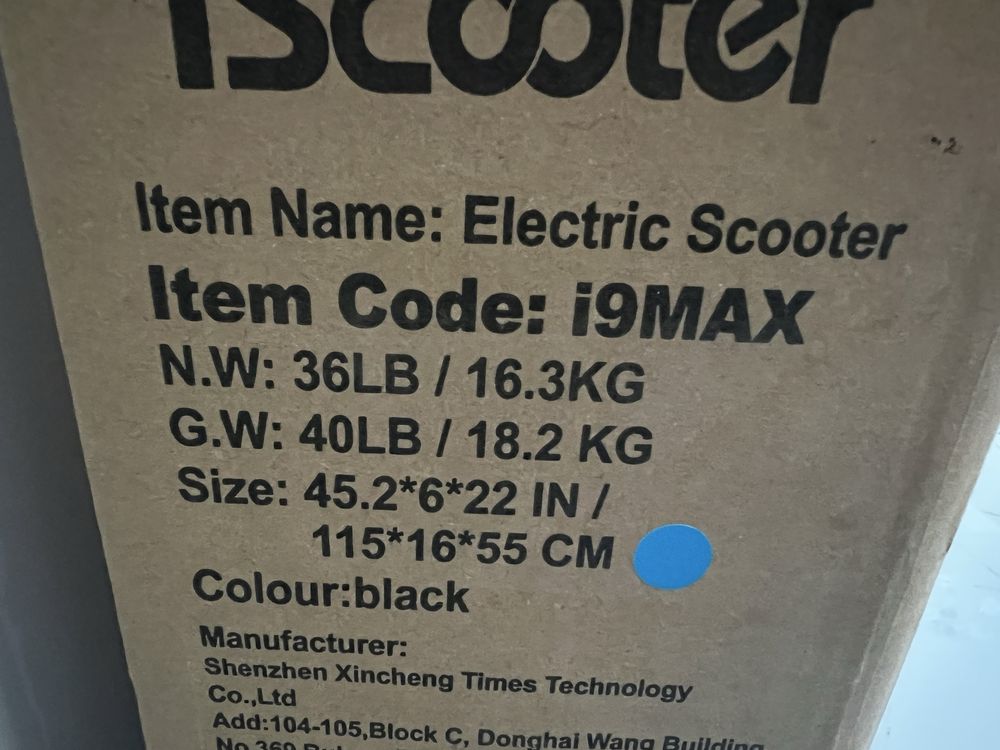 iscooter
Item Name: Electric Scooter
Item Code: i9MAX
N.W: 36LB / 16.3KG
G.W: 40LB / 18.2 KG
Size: 45.2*6*22 IN /
115*16*55 CM
Colour:black
Manufacturer:
Shenzhen Xincheng Times Technology
Co.,Ltd
Add:104-105,Block C, Donghai Wang Building
No.369